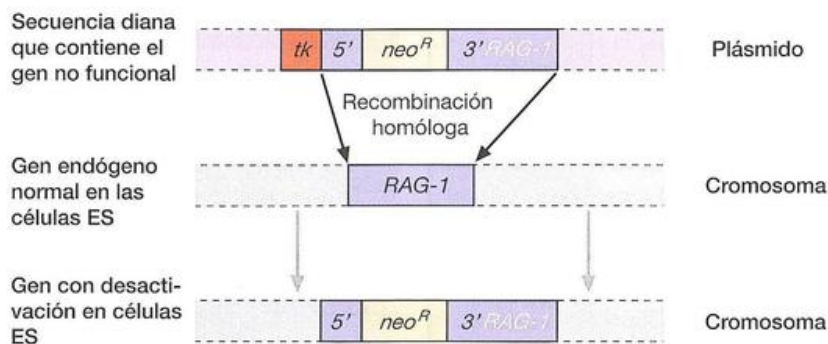 Secuencia diana
que contiene el
gen no funcional
tk 5' neoR 3' RAG-1
Plásmido
Recombinación
homóloga
Gen endógeno
normal en las
células ES
RAG-1
Cromosoma
Gen con desacti-
vación en células
ES
5' neoR 3' RAG-1
Cromosoma